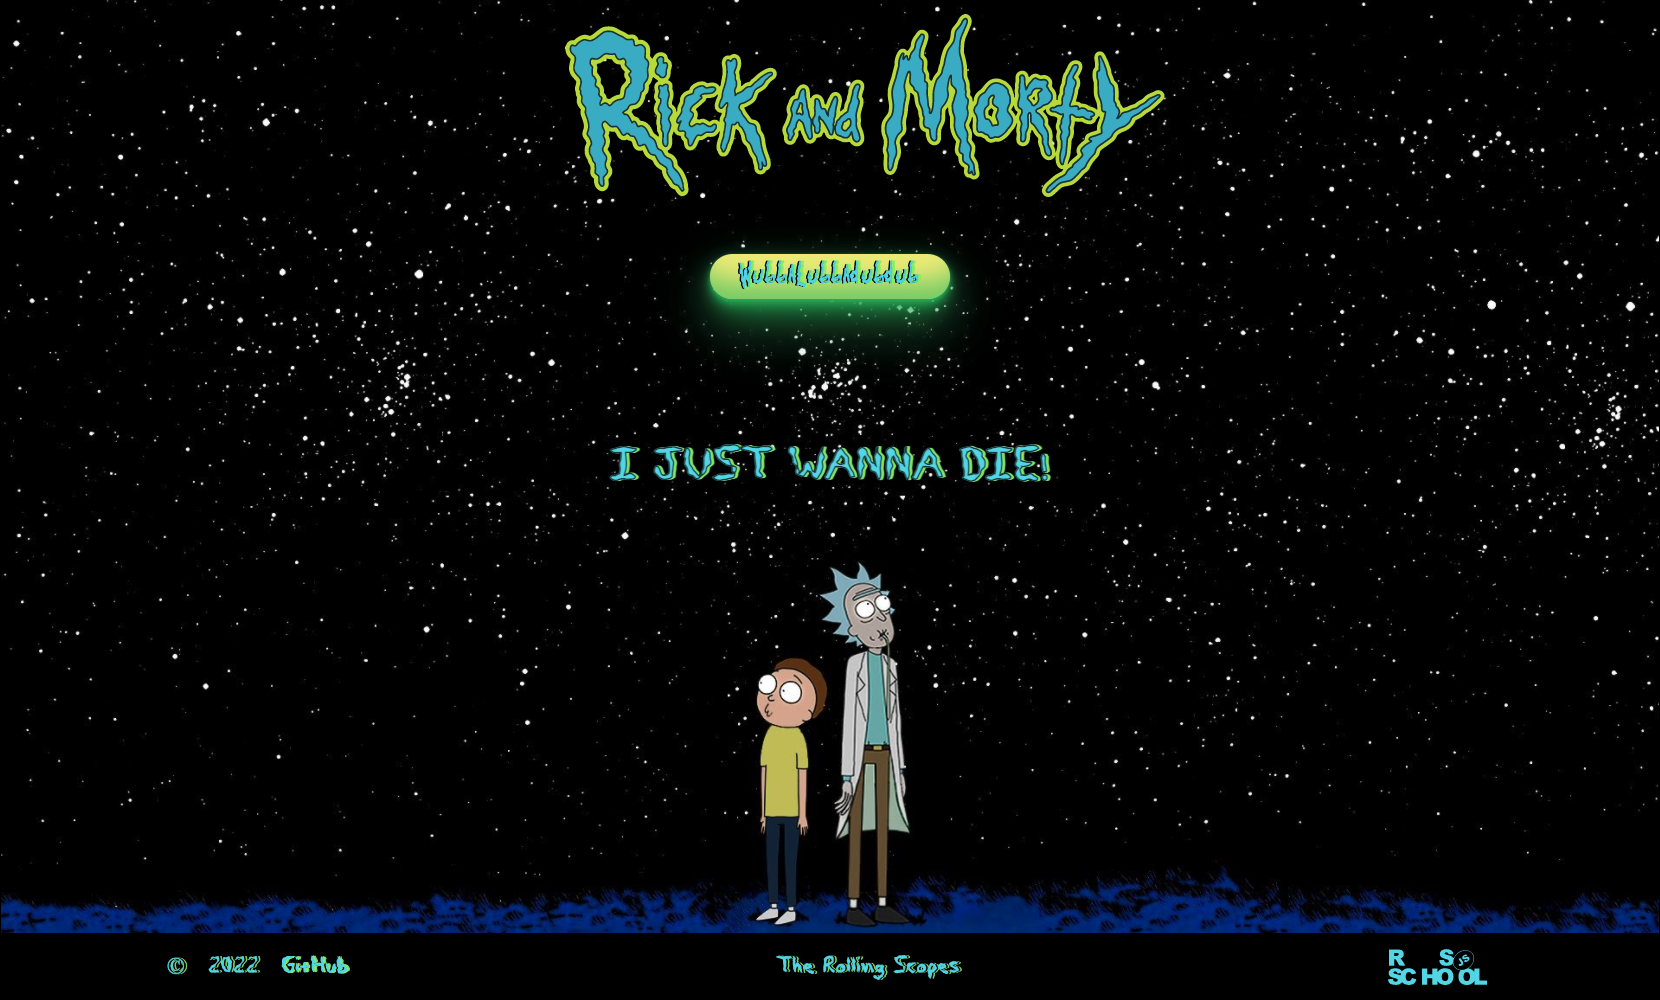 Rick and Morty
WubbALubbAdubdub
I JUST WANNA DIE!
© 2022 GitHub
The Rolling Scopes
RS JS
SCHOOL